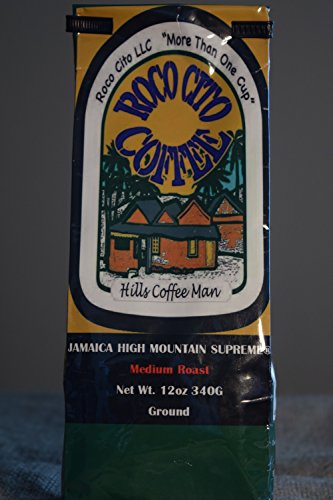 Roco Cito LLC "More Than One Cup"
ROCO CITO
COFFEE
Hills Coffee Man
JAMAICA HIGH MOUNTAIN SUPREME®
Medium Roast
Net Wt. 12oz 340G
Ground